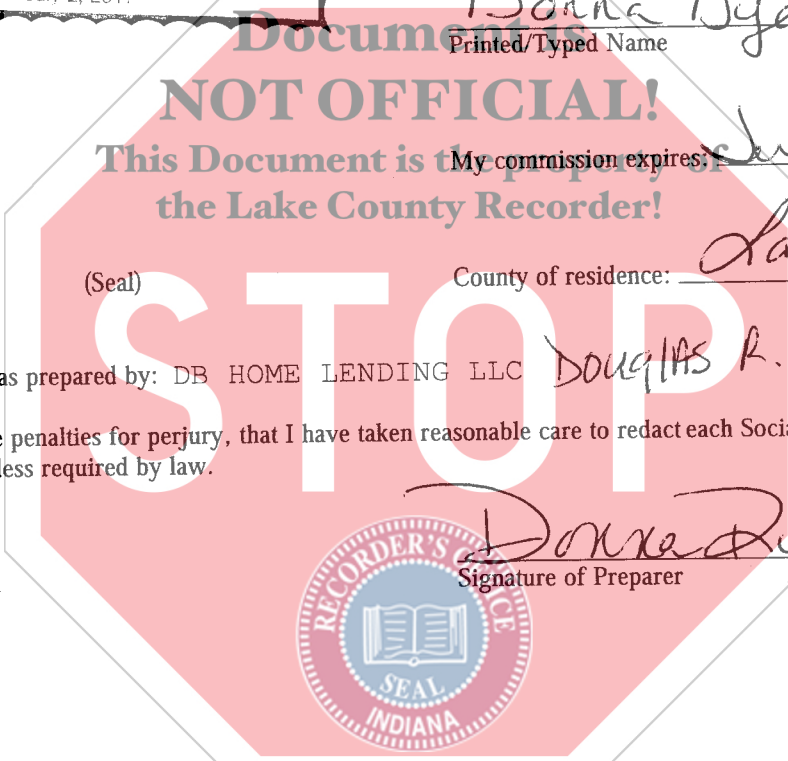 Donna
Document is
Printed/Typed Name
NOT OFFICIAL!
This Document is the property of
My commission expires:
the Lake County Recorder!
(Seal)
County of residence:
STOP
as prepared by: DB HOME LENDING LLC DOUglAS R.
penalties for perjury, that I have taken reasonable care to redact each Socia
less required by law.
Donna
Signature of Preparer
RECORDER'S OFFICE
SEAL
INDIANA